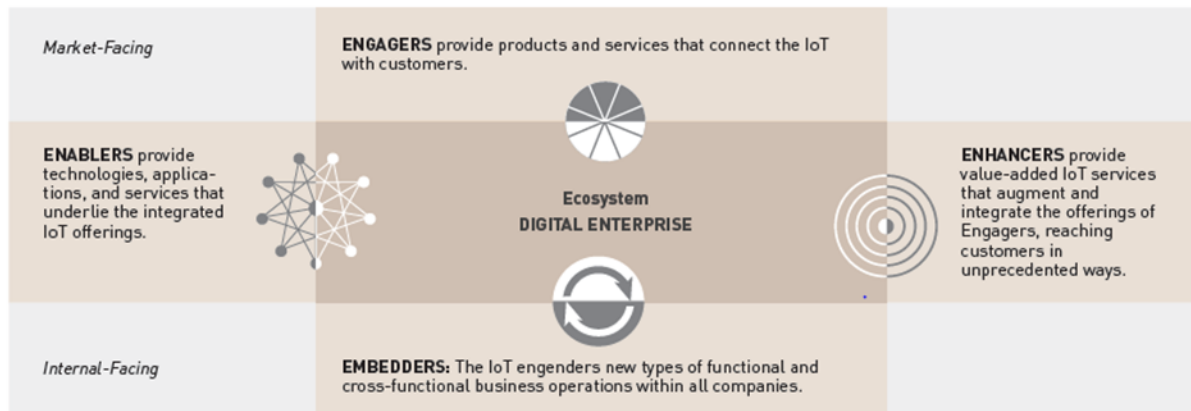 Market-Facing
ENGAGERS provide products and services that connect the IoT
with customers.
ENABLERS provide
technologies, applica-
tions, and services that
underlie the integrated
IoT offerings.
Ecosystem
DIGITAL ENTERPRISE
ENHANCERS provide
value-added IoT services
that augment and
integrate the offerings of
Engagers, reaching
customers in
unprecedented ways.
Internal-Facing
EMBEDDERS: The IoT engenders new types of functional and
cross-functional business operations within all companies.